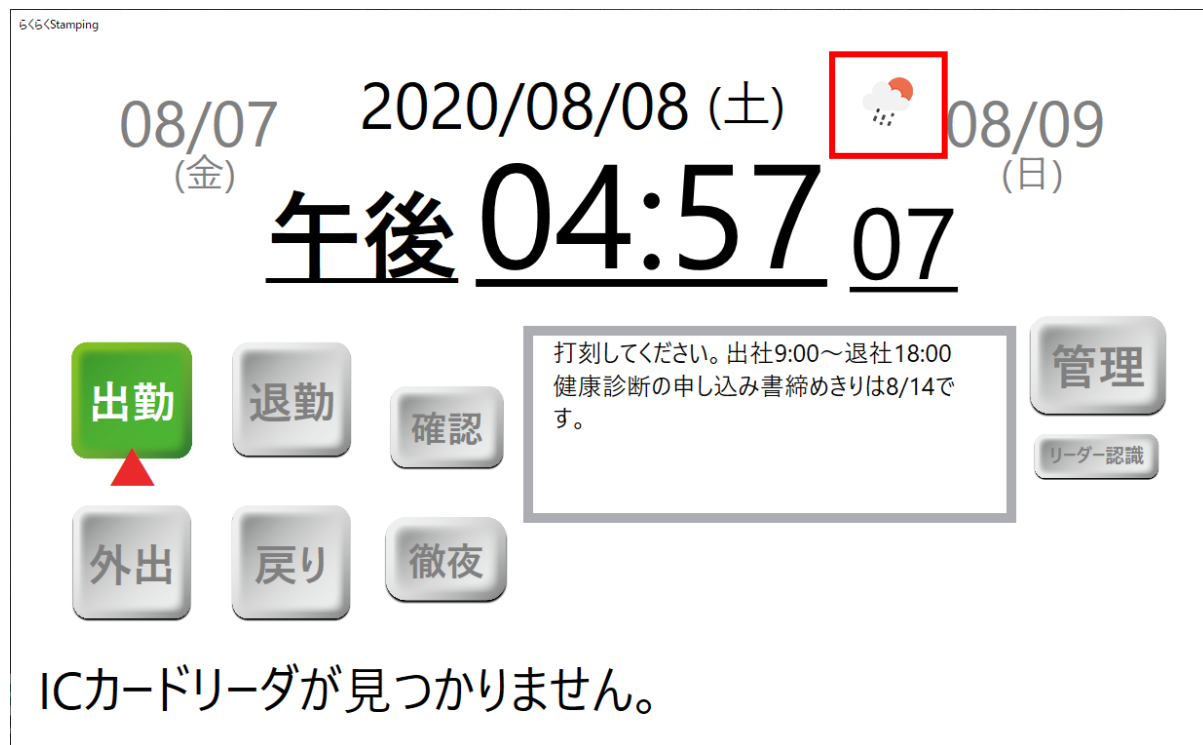 らくらくStamping
2020/08/08 (土)
08/07
(金)
08/09
(日)
午後 04:57 07
出勤
退勤
確認
打刻してください。出社9:00～退社18:00
健康診断の申し込み書締めきりは8/14で
す。
管理
リーダー認識
外出
戻り
徹夜
ICカードリーダが見つかりません。